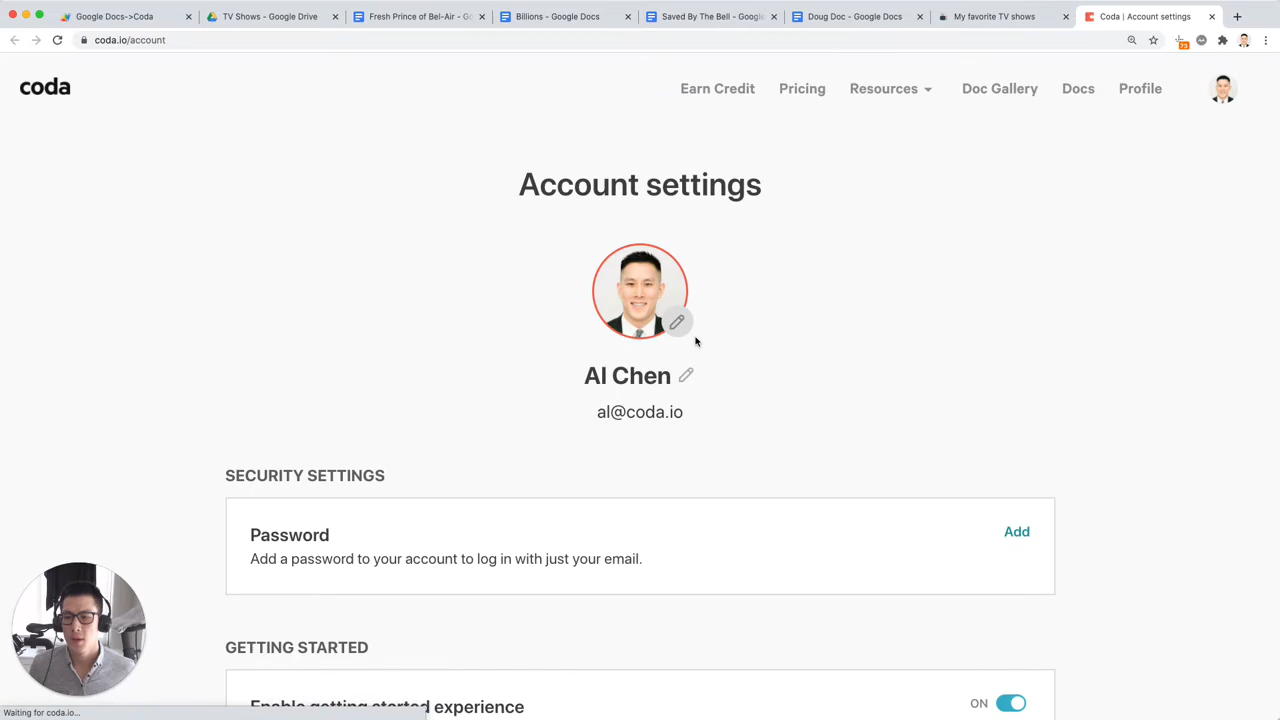 Google Docs->Coda
TV Shows - Google Drive
Fresh Prince of Bel-Air - Go
Billions - Google Docs
Saved By The Bell - Google
Doug Doc - Google Docs
My favorite TV shows
Coda | Account settings
coda.io/account
73
coda
Earn Credit
Pricing
Resources
Doc Gallery
Docs
Profile
Account settings
Al Chen
al@coda.io
SECURITY SETTINGS
Password
Add
Add a password to your account to log in with just your email.
GETTING STARTED
Enable getting started experience
ON
Waiting for coda.io...